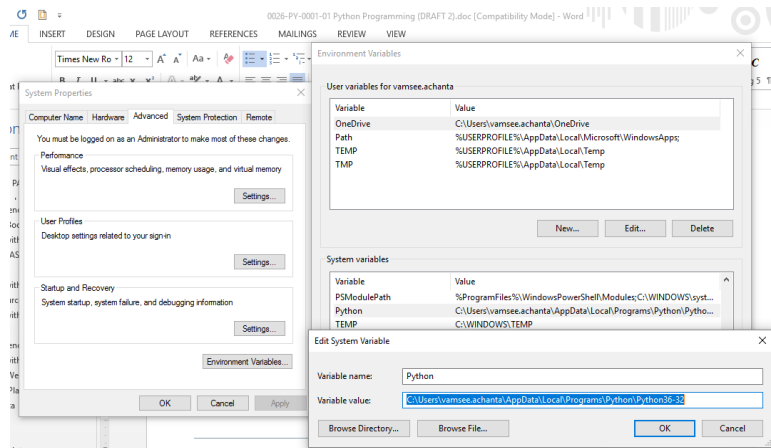 0026-PY-0001-01 Python Programming (DRAFT 2).doc [Compatibility Mode] - Word
INSERT DESIGN PAGE LAYOUT REFERENCES MAILINGS REVIEW VIEW
Times New Ro 12 Aa
System Properties
Computer Name Hardware Advanced System Protection Remote
You must be logged on as an Administrator to make most of these changes.
Performance
Visual effects, processor scheduling, memory usage, and virtual memory
Settings...
User Profiles
Desktop settings related to your sign-in
Settings...
Startup and Recovery
System startup, system failure, and debugging information
Settings...
Environment Variables...
OK Cancel Apply
Environment Variables
User variables for vamsee.achanta
Variable Value
OneDrive C:\Users\vamsee.achanta\OneDrive
Path %USERPROFILE%\AppData\Local\Microsoft\WindowsApps;
TEMP %USERPROFILE%\AppData\Local\Temp
TMP %USERPROFILE%\AppData\Local\Temp
New... Edit... Delete
System variables
Variable Value
PSModulePath %ProgramFiles%\WindowsPowerShell\Modules;C:\WINDOWS\syst...
Python C:\Users\vamsee.achanta\AppData\Local\Programs\Python\Pytho...
TEMP C:\WINDOWS\TEMP
Edit System Variable
Variable name: Python
Variable value: C:\Users\vamsee.achanta\AppData\Local\Programs\Python\Python36-32
Browse Directory... Browse File... OK Cancel